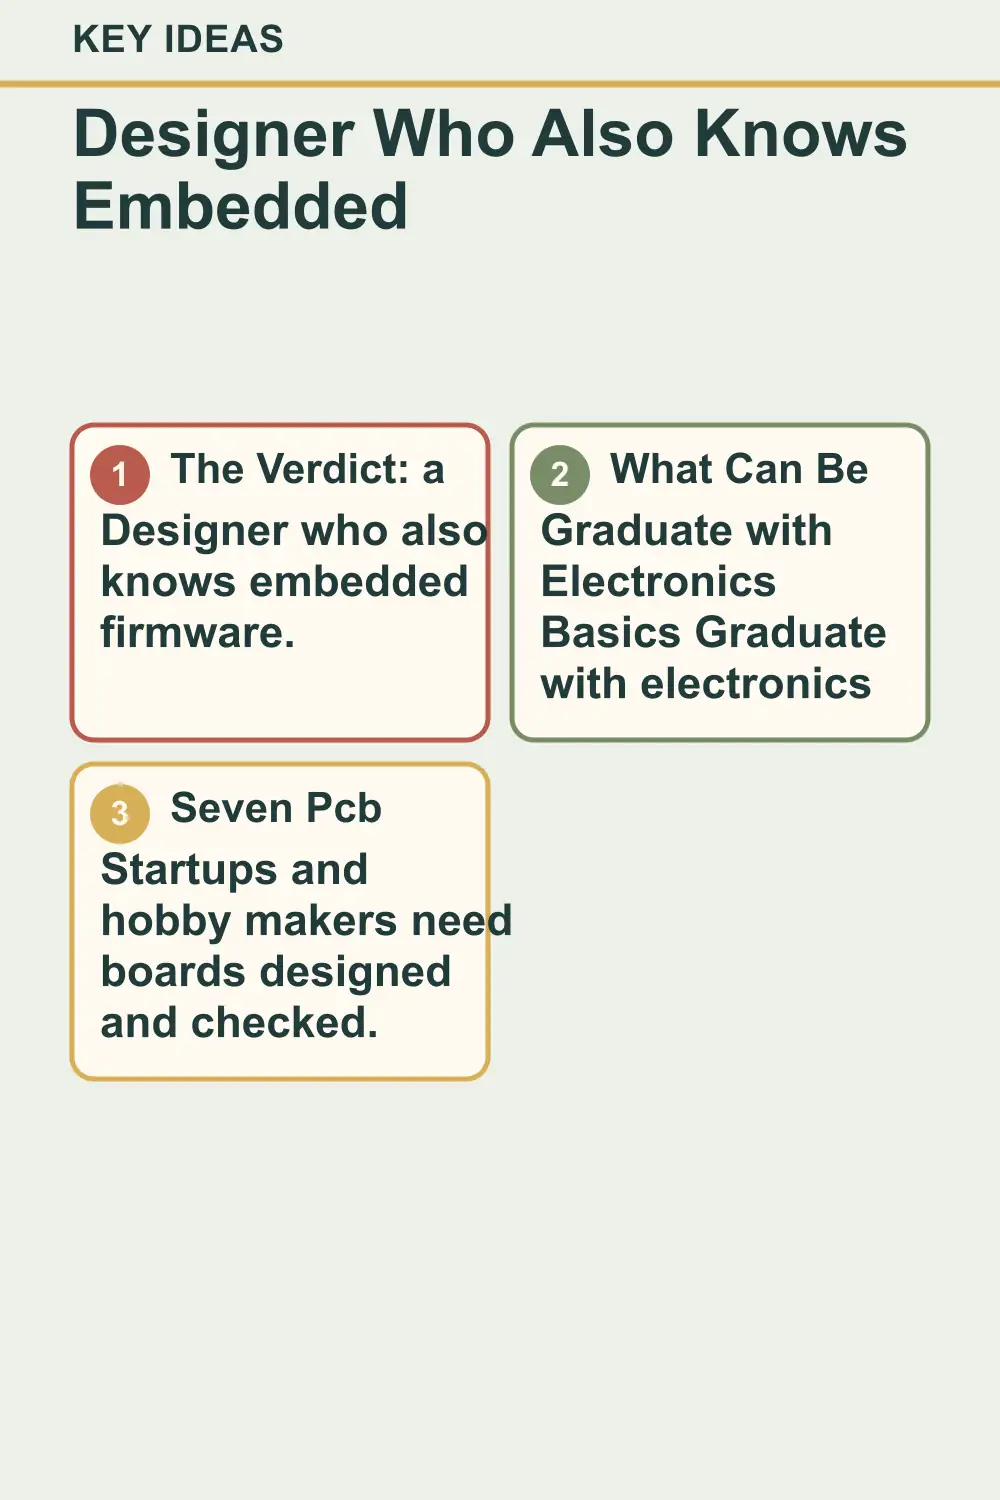 KEY IDEAS
Designer Who Also Knows
Embedded
1 The Verdict: a
Designer who also
knows embedded
firmware.
2 What Can Be
Graduate with
Electronics
Basics Graduate
with electronics
3 Seven Pcb
Startups and
hobby makers need
boards designed
and checked.